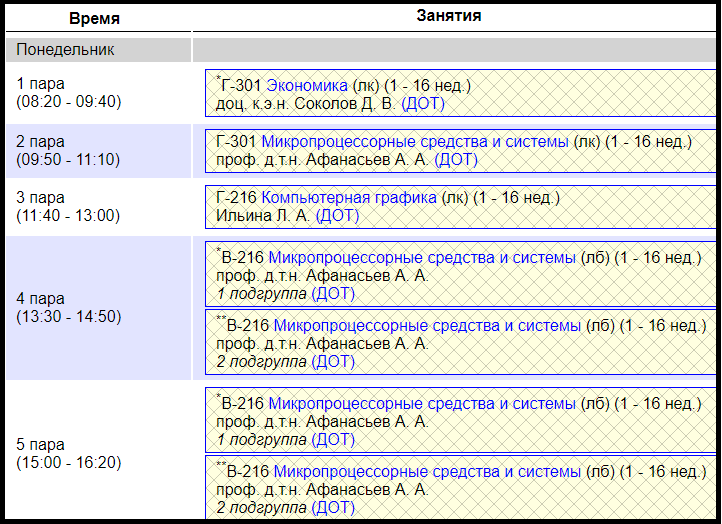 Время
Занятия
Понедельник
1 пара
(08:20 - 09:40)
*Г-301 Экономика (лк) (1 - 16 нед.)
доц. к.э.н. Соколов Д. В. (ДОТ)
2 пара
(09:50 - 11:10)
Г-301 Микропроцессорные средства и системы (лк) (1 - 16 нед.)
проф. д.т.н. Афанасьев А. А. (ДОТ)
3 пара
(11:40 - 13:00)
Г-216 Компьютерная графика (лк) (1 - 16 нед.)
Ильина Л. А. (ДОТ)
4 пара
(13:30 - 14:50)
*В-216 Микропроцессорные средства и системы (лб) (1 - 16 нед.)
проф. д.т.н. Афанасьев А. А.
1 подгруппа (ДОТ)
**В-216 Микропроцессорные средства и системы (лб) (1 - 16 нед.)
проф. д.т.н. Афанасьев А. А.
2 подгруппа (ДОТ)
5 пара
(15:00 - 16:20)
*В-216 Микропроцессорные средства и системы (лб) (1 - 16 нед.)
проф. д.т.н. Афанасьев А. А.
1 подгруппа (ДОТ)
**В-216 Микропроцессорные средства и системы (лб) (1 - 16 нед.)
проф. д.т.н. Афанасьев А. А.
2 подгруппа (ДОТ)